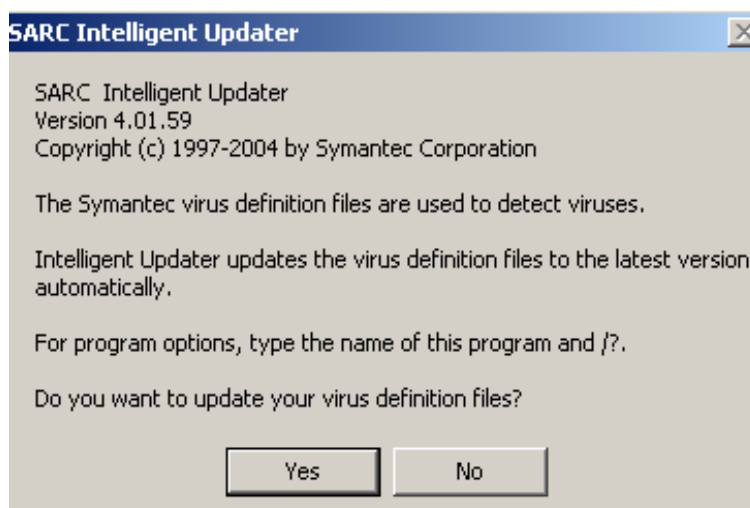 SARC Intelligent Updater
SARC  Intelligent Updater
Version 4.01.59
Copyright (c) 1997-2004 by Symantec Corporation
The Symantec virus definition files are used to detect viruses.
Intelligent Updater updates the virus definition files to the latest version
automatically.
For program options, type the name of this program and /?.
Do you want to update your virus definition files?
Yes
No